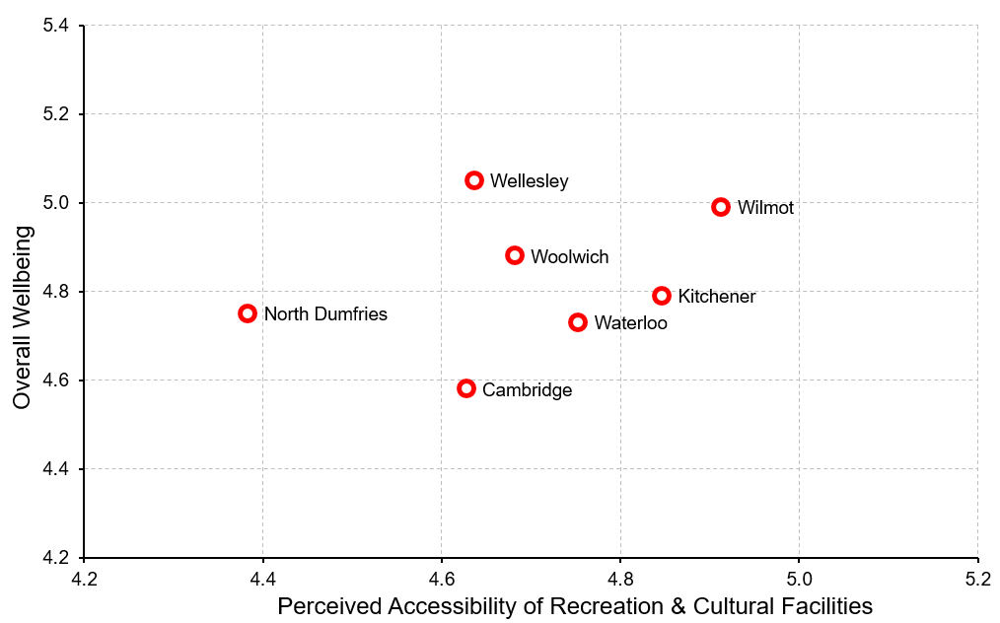 5.4
5.2
5.0
4.8
4.6
4.4
4.2
Overall Wellbeing
Wellesley
Wilmot
Woolwich
Kitchener
North Dumfries
Waterloo
Cambridge
4.2 4.4 4.6 4.8 5.0 5.2
Perceived Accessibility of Recreation & Cultural Facilities